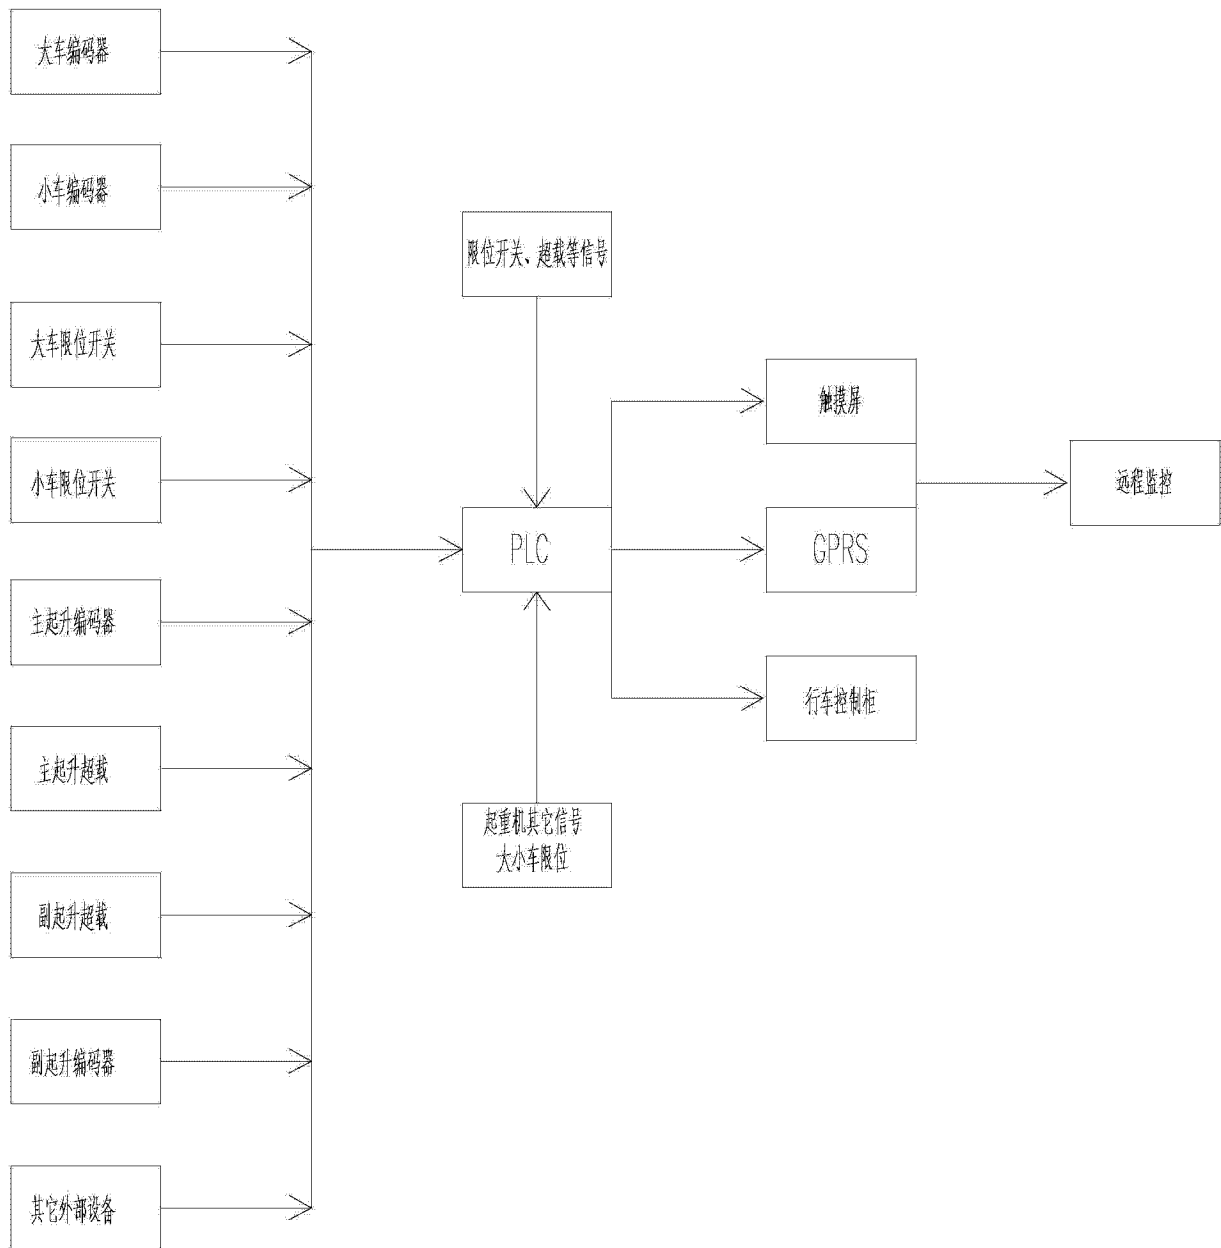 大车编码器
小车编码器
大车限位开关
小车限位开关
主起升编码器
主起升超载
副起升超载
副起升编码器
其它外部设备
限位开关、超载等信号
PLC
起重机其它信号
大小车限位
触摸屏
GPRS
行车控制柜
远程监控